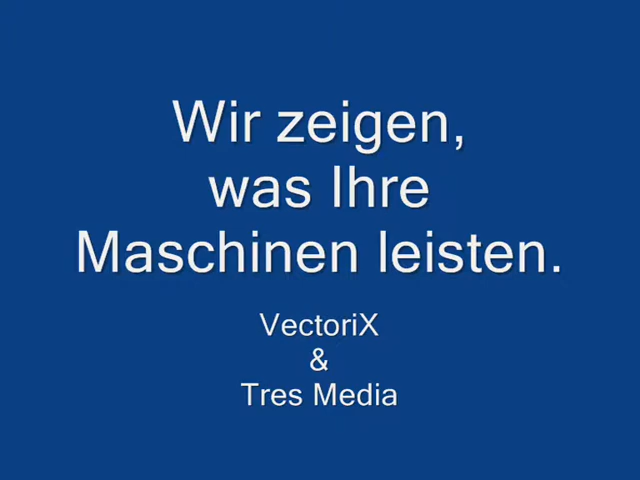 Wir zeigen,
was Ihre
Maschinen leisten.
VectoriX
&
Tres Media